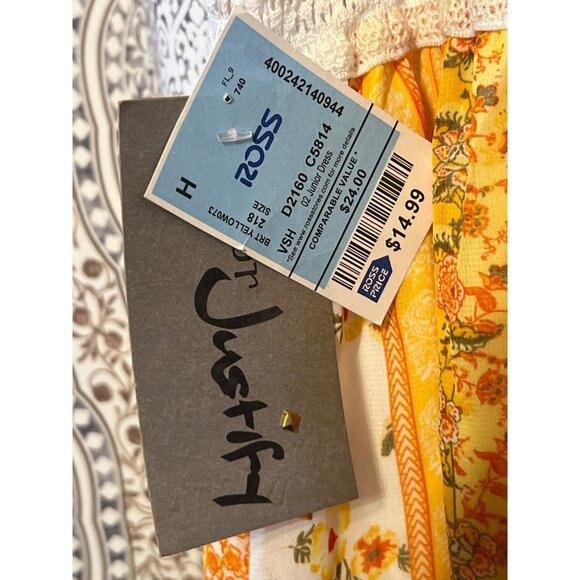 FL_9
740
400242140944
ROSS
H
D2160 C5814
VSH 02 Junior Dress
*See www.rossstores.com for more details
COMPARABLE VALUE *
$24.00
218
SIZE
BRT YELLOW073
ROSS
PRICE
$14.99
Justify